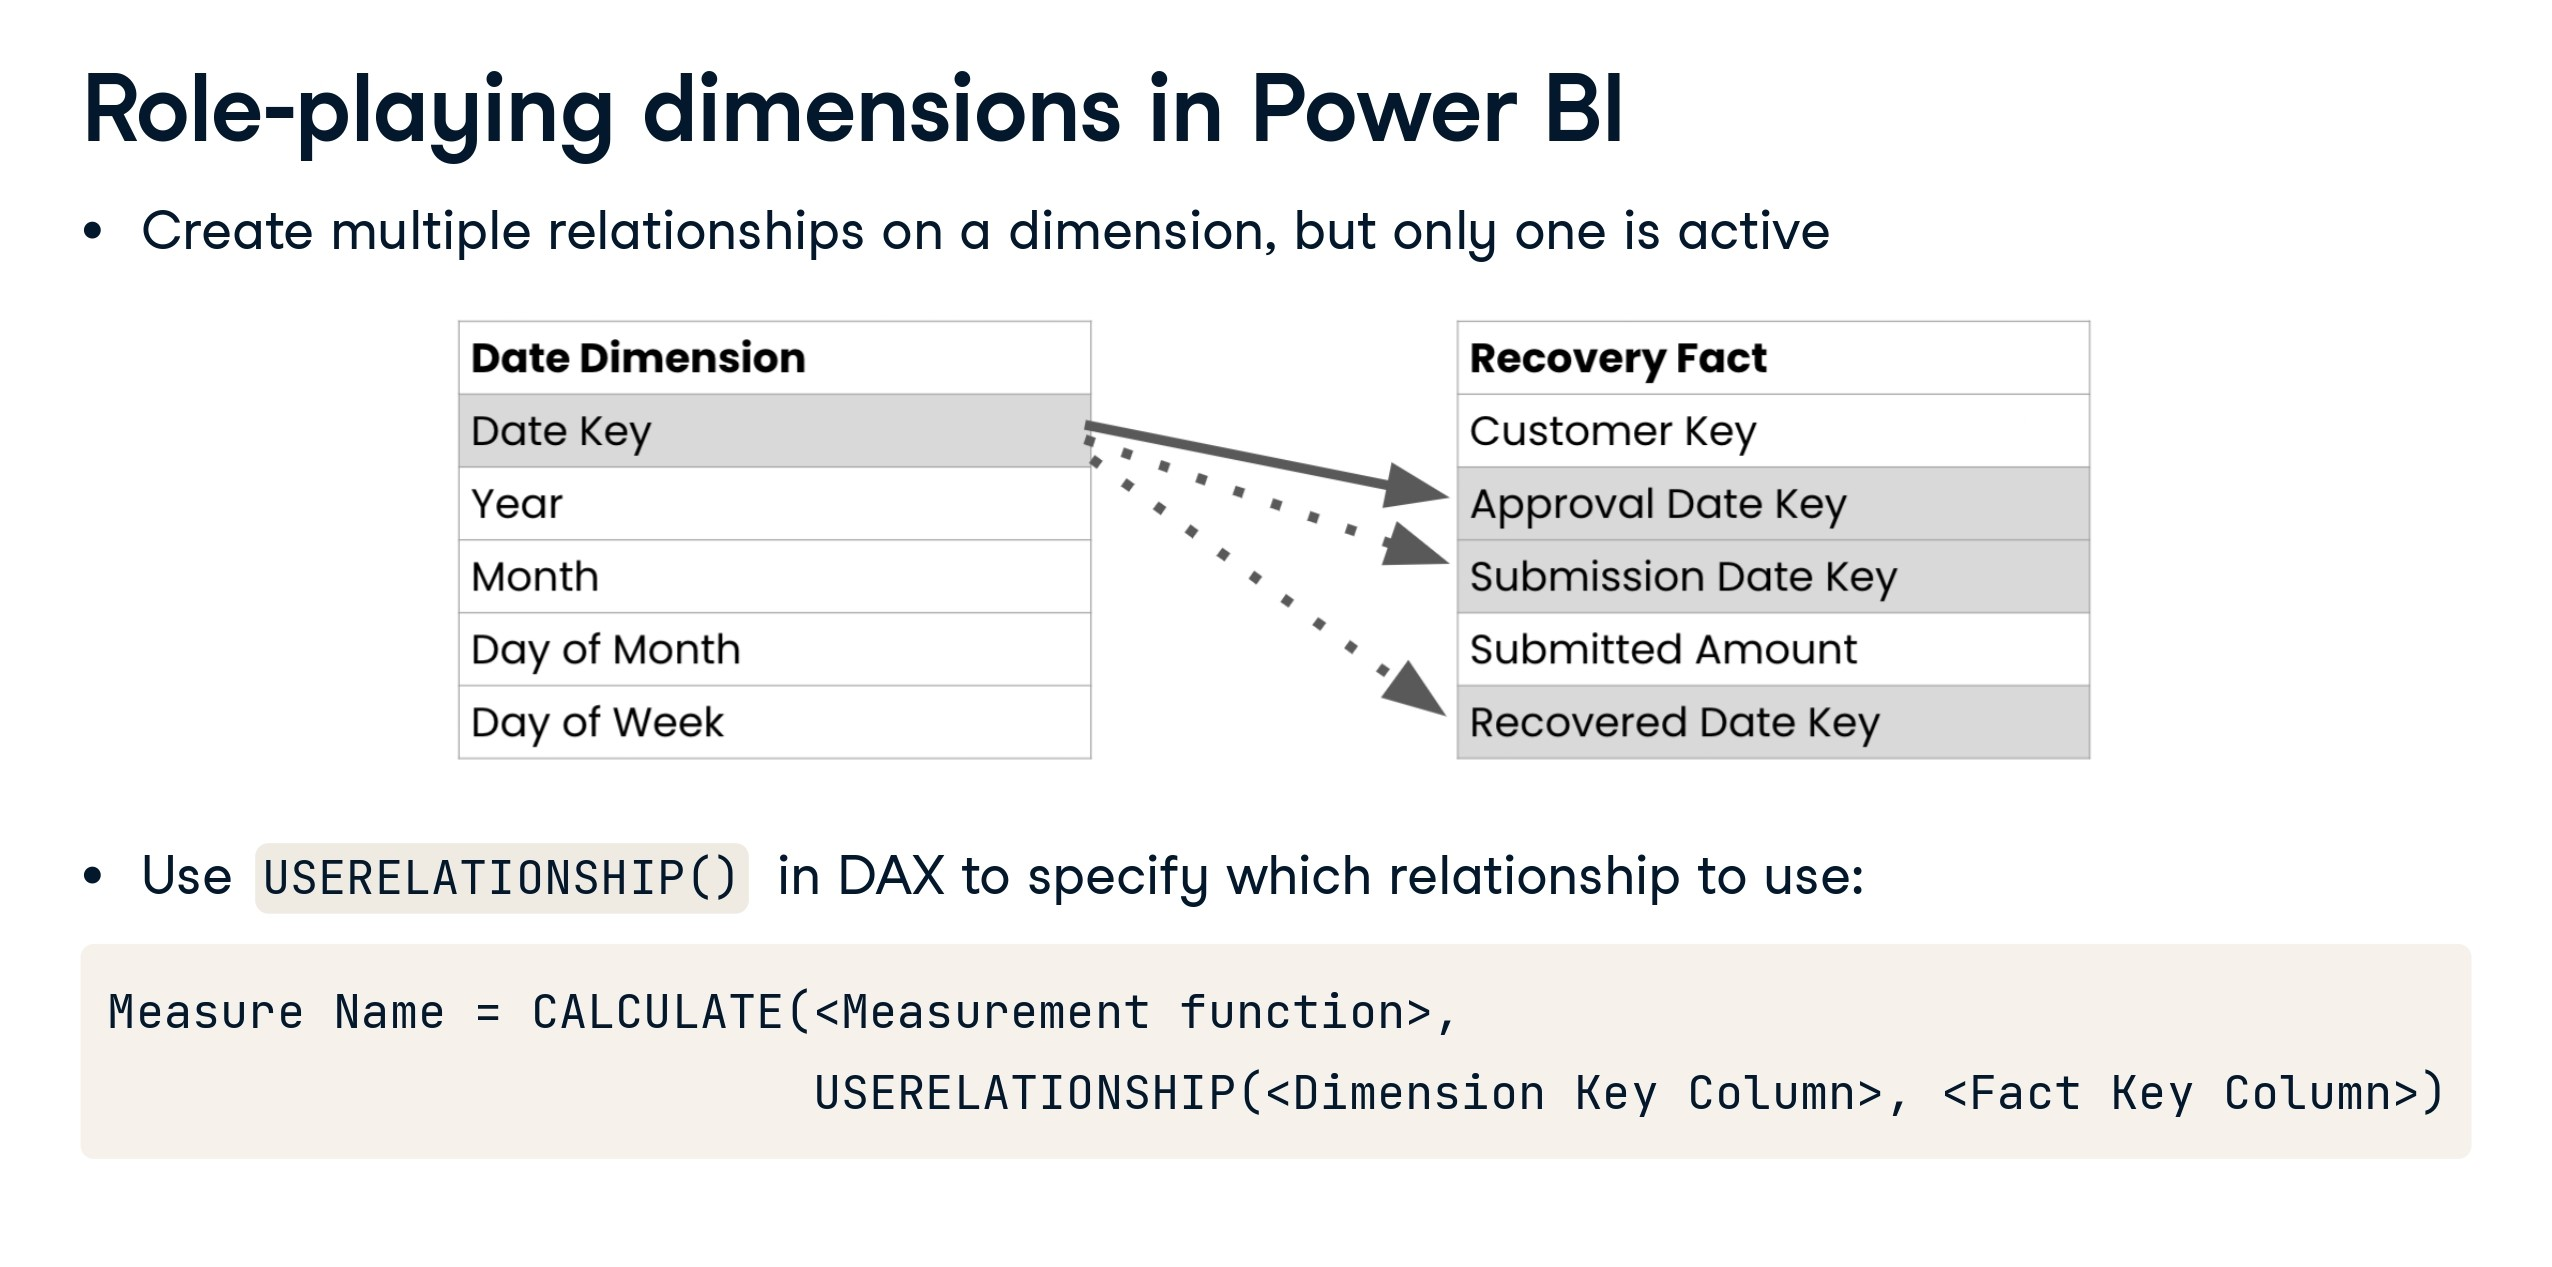 Role-playing dimensions in Power BI
• Create multiple relationships on a dimension, but only one is active
Date Dimension
Date Key
Year
Month
Day of Month
Day of Week
Recovery Fact
Customer Key
Approval Date Key
Submission Date Key
Submitted Amount
Recovered Date Key
• Use USERELATIONSHIP() in DAX to specify which relationship to use:
Measure Name = CALCULATE(<Measurement function>,
USERELATIONSHIP(<Dimension Key Column>, <Fact Key Column>)